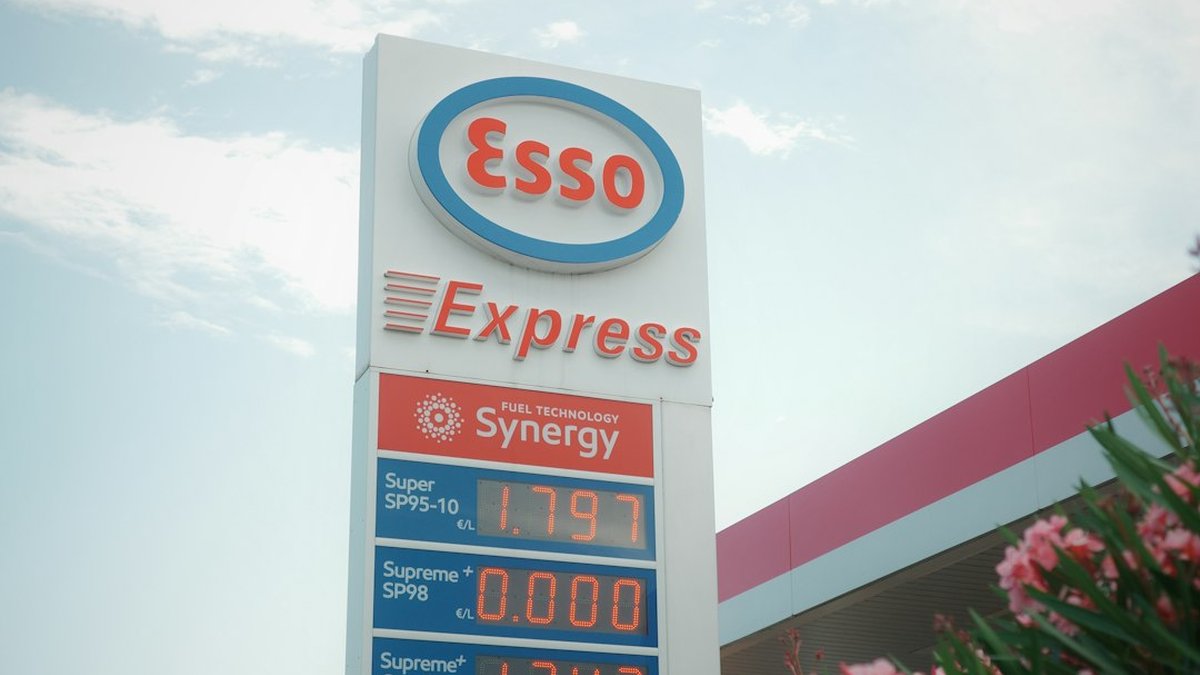 Esso
Express
FUEL TECHNOLOGY
Synergy
Super
SP95-10
€/L
1.797
Supreme+
SP98
€/L
0.000
Supreme+